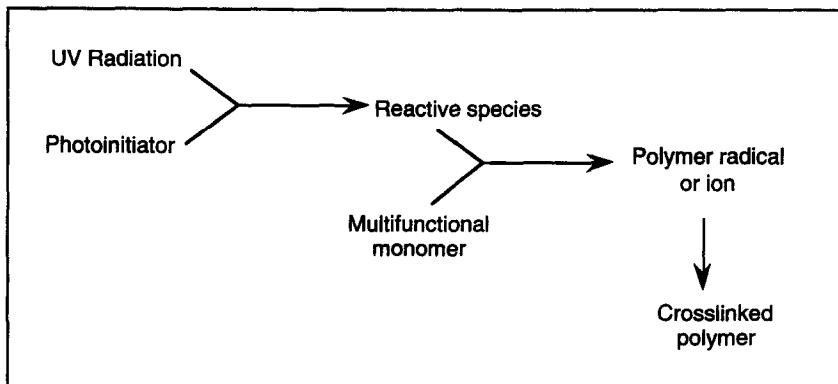 UV Radiation
Photoinitiator
Reactive species
Multifunctional
monomer
Polymer radical
or ion
Crosslinked
polymer